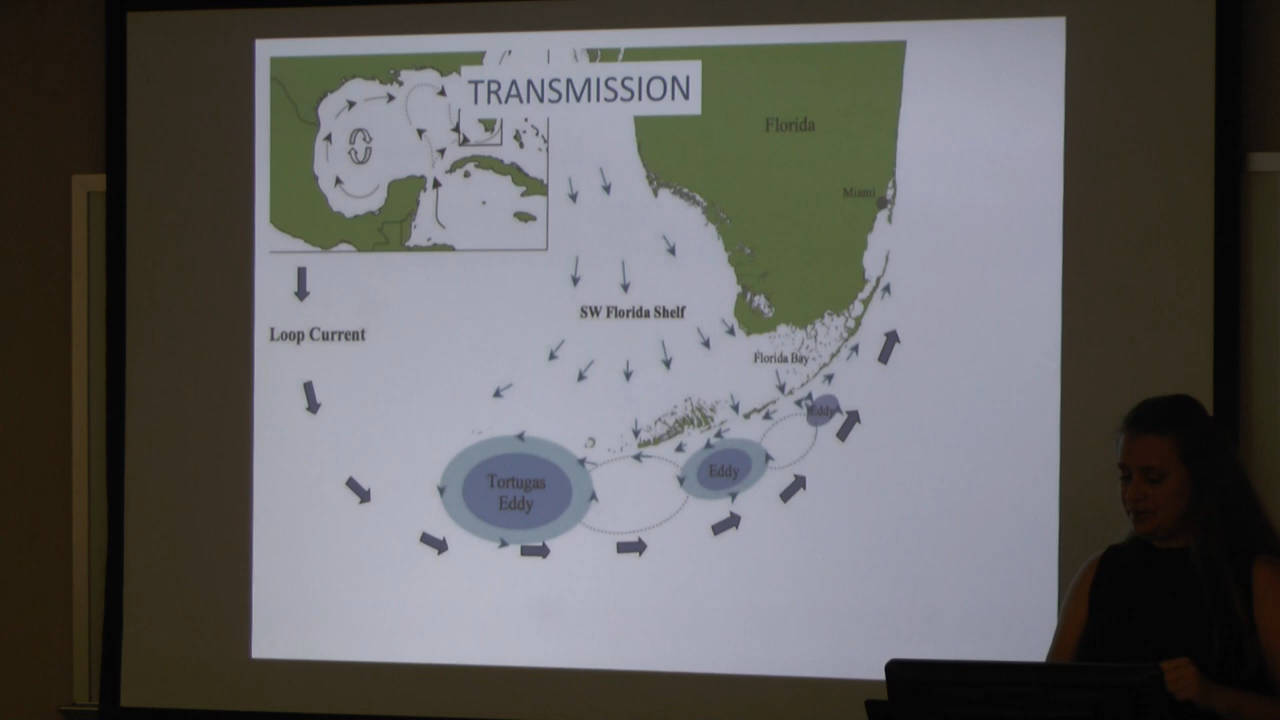 TRANSMISSION
Florida
Miami
SW Florida Shelf
Loop Current
Florida Bay
Eddy
Eddy
Tortugas
Eddy